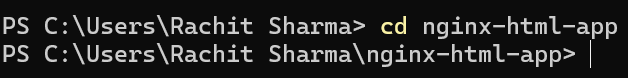 PS C:\Users\Rachit Sharma> cd nginx-html-app
PS C:\Users\Rachit Sharma\nginx-html-app>